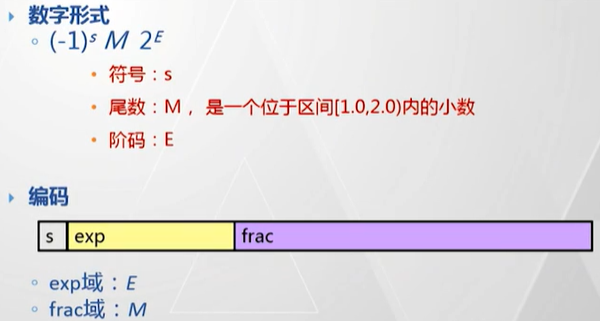 数字形式
(-1)ˢ M 2ᴱ
符号：s
尾数：M， 是一个位于区间[1.0,2.0)内的小数
阶码：E
编码
s exp frac
exp域：E
frac域：M